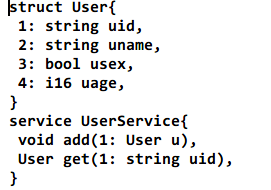 struct User{
1: string uid,
2: string uname,
3: bool usex,
4: i16 uage,
}
service UserService{
void add(1: User u),
User get(1: string uid),
}